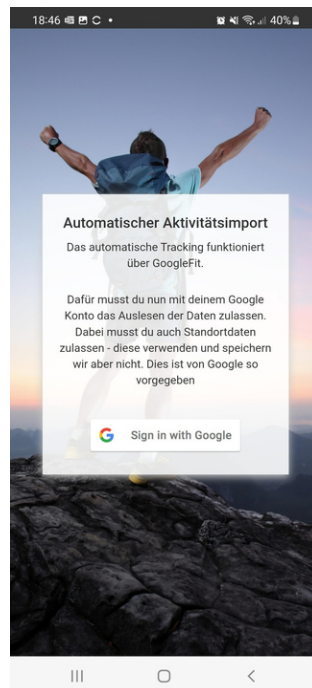 18:46
40%
Automatischer Aktivitätsimport
Das automatische Tracking funktioniert
über GoogleFit.
Dafür musst du nun mit deinem Google
Konto das Auslesen der Daten zulassen.
Dabei musst du auch Standortdaten
zulassen - diese verwenden und speichern
wir aber nicht. Dies ist von Google so
vorgegeben
Sign in with Google